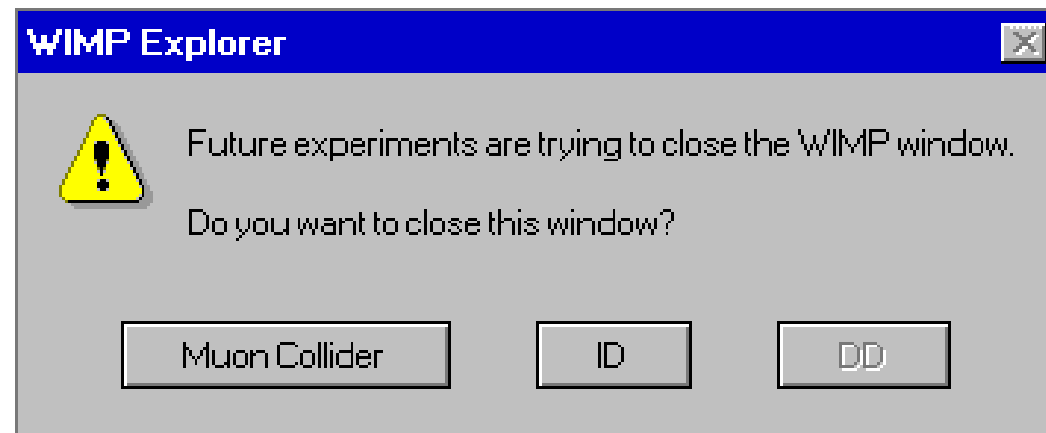 WIMP Explorer
Future experiments are trying to close the WIMP window.
Do you want to close this window?
Muon Collider ID DD